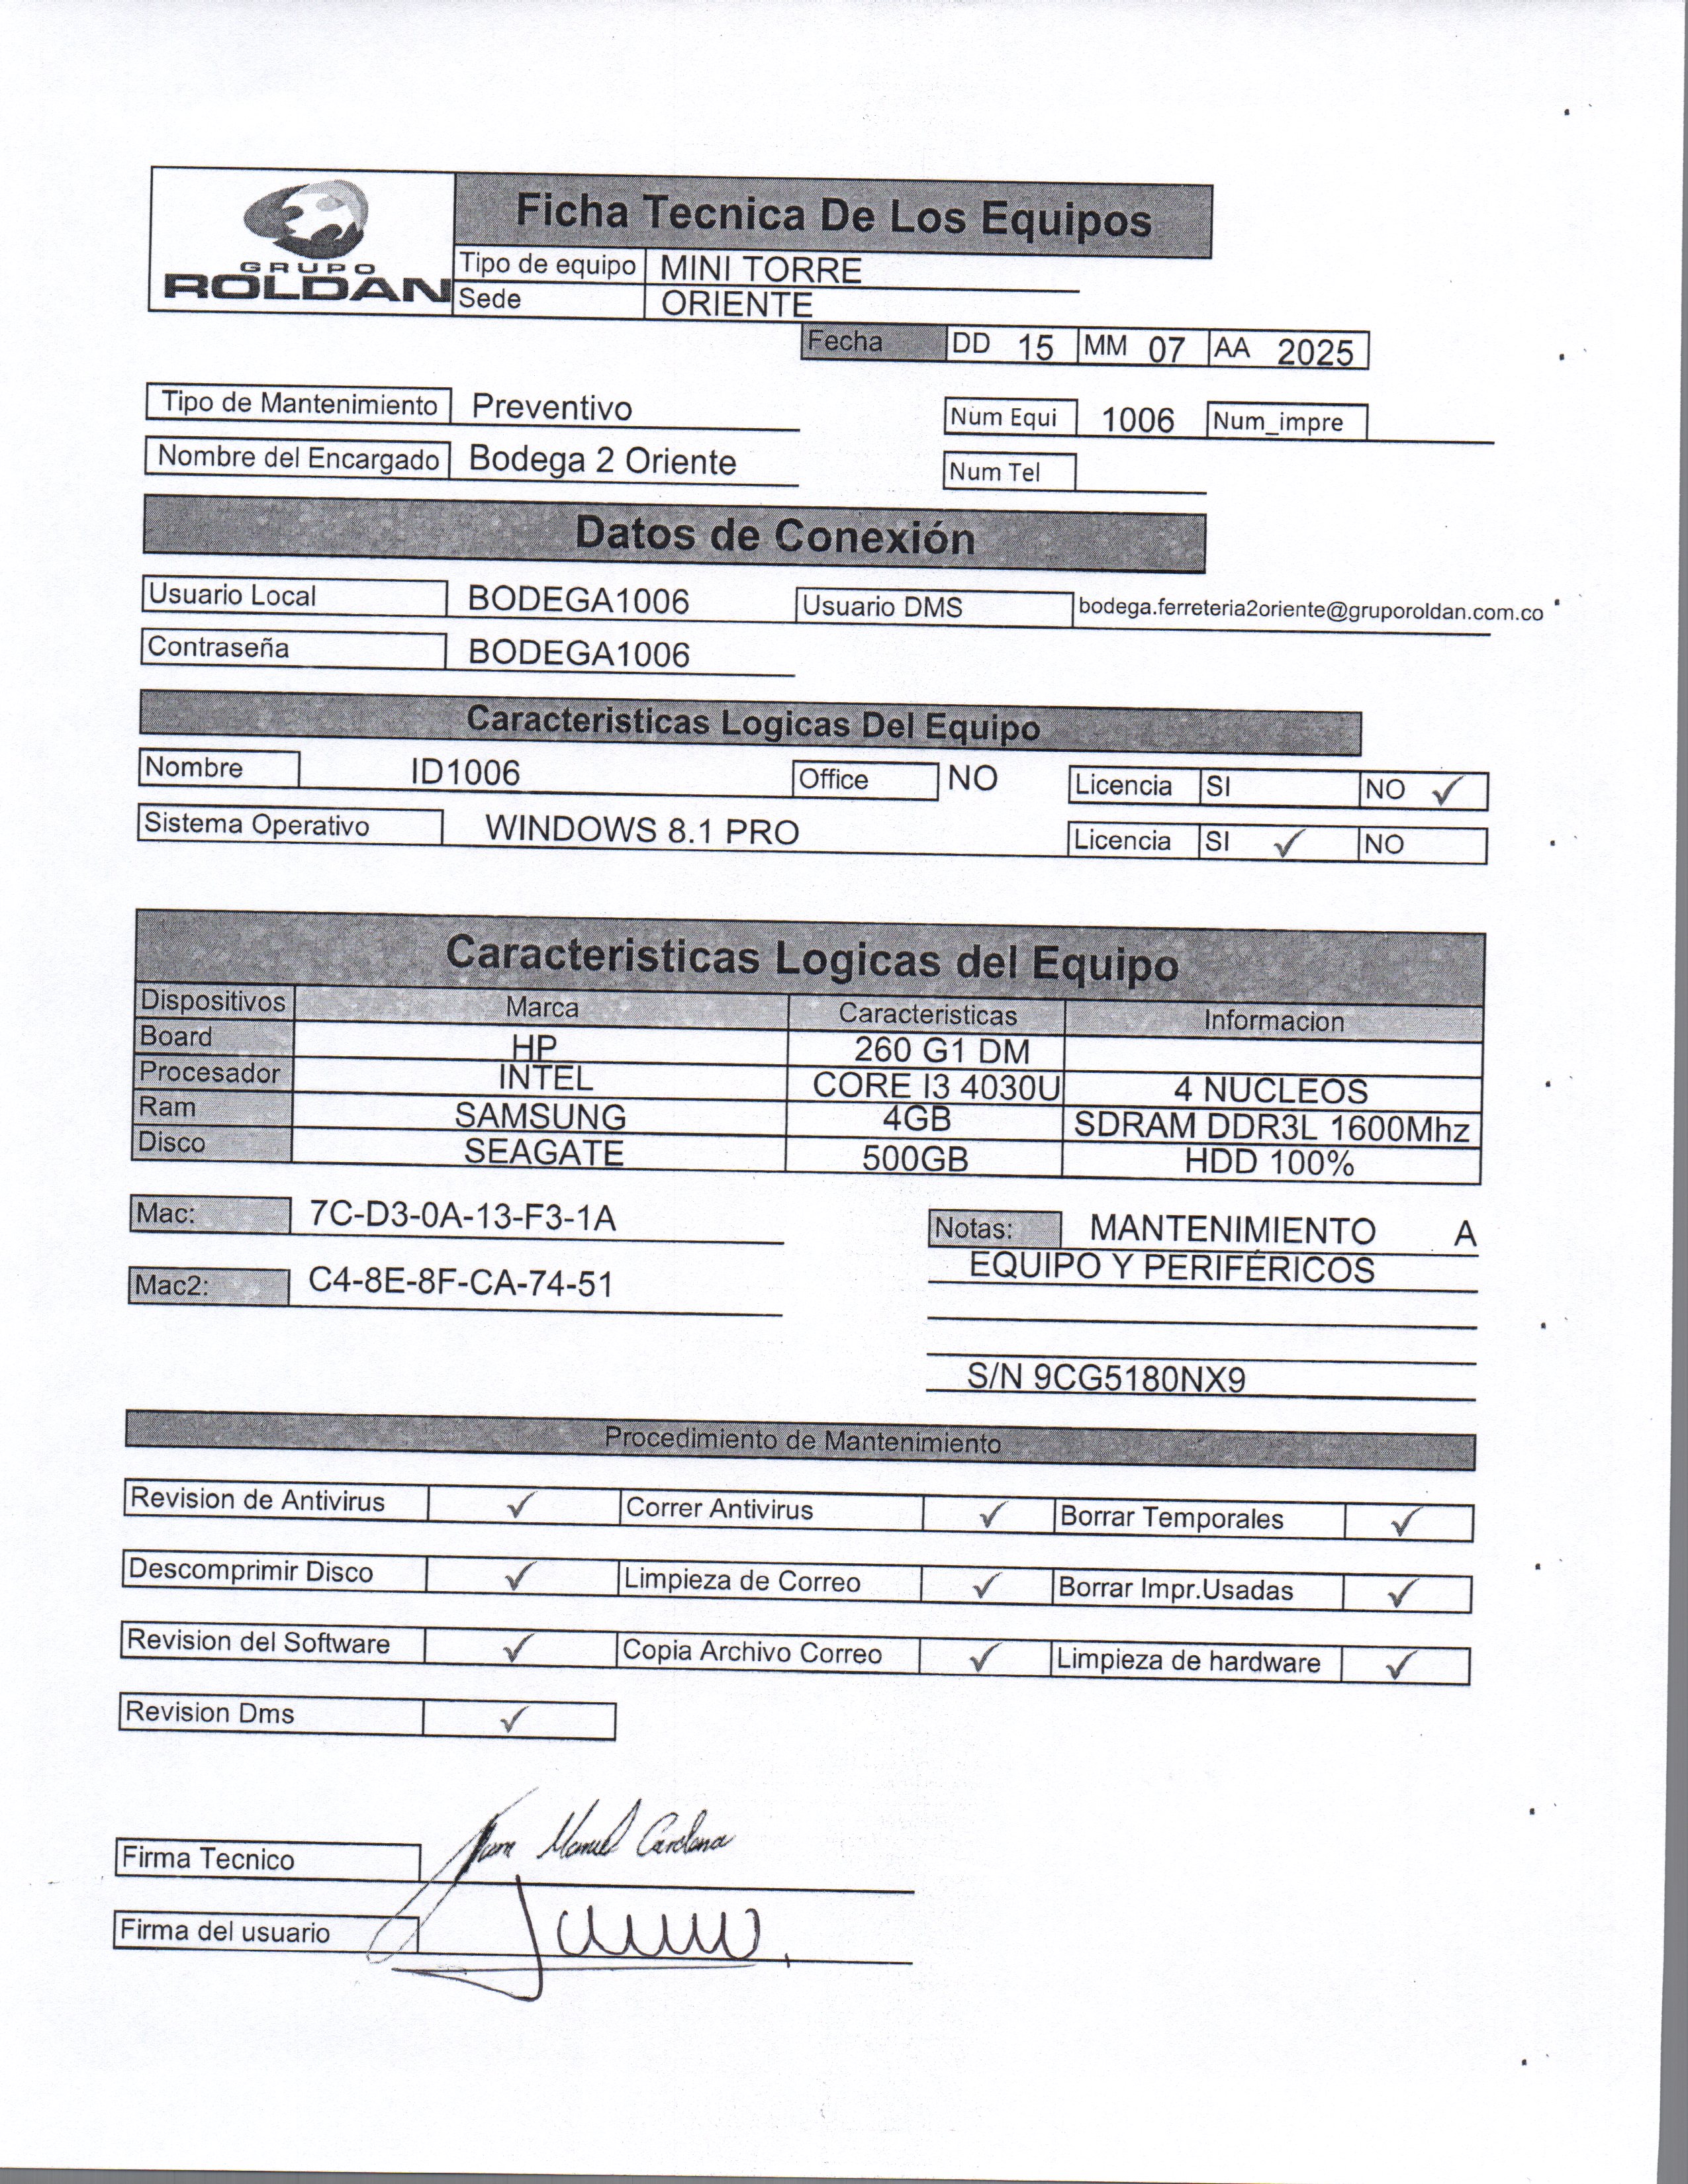 GRUPO
ROLDAN
Ficha Tecnica De Los Equipos
Tipo de equipo MINI TORRE
Sede ORIENTE
Fecha DD 15 MM 07 AA 2025
Tipo de Mantenimiento Preventivo Num Equi 1006 Num_impre
Nombre del Encargado Bodega 2 Oriente Num Tel
Datos de Conexión
Usuario Local BODEGA1006 Usuario DMS bodega.ferreteria2oriente@gruporoldan.com.co
Contraseña BODEGA1006
Caracteristicas Logicas Del Equipo
Nombre ID1006 Office NO Licencia SI NO ✓
Sistema Operativo WINDOWS 8.1 PRO Licencia SI ✓ NO
Caracteristicas Logicas del Equipo
Dispositivos Marca Caracteristicas Informacion
Board HP 260 G1 DM
Procesador INTEL CORE I3 4030U 4 NUCLEOS
Ram SAMSUNG 4GB SDRAM DDR3L 1600Mhz
Disco SEAGATE 500GB HDD 100%
Mac: 7C-D3-0A-13-F3-1A Notas: MANTENIMIENTO A
EQUIPO Y PERIFÉRICOS
Mac2: C4-8E-8F-CA-74-51
S/N 9CG5180NX9
Procedimiento de Mantenimiento
Revision de Antivirus ✓ Correr Antivirus ✓ Borrar Temporales ✓
Descomprimir Disco ✓ Limpieza de Correo ✓ Borrar Impr.Usadas ✓
Revision del Software ✓ Copia Archivo Correo ✓ Limpieza de hardware ✓
Revision Dms ✓
Firma Tecnico Manuel Cardona
Firma del usuario